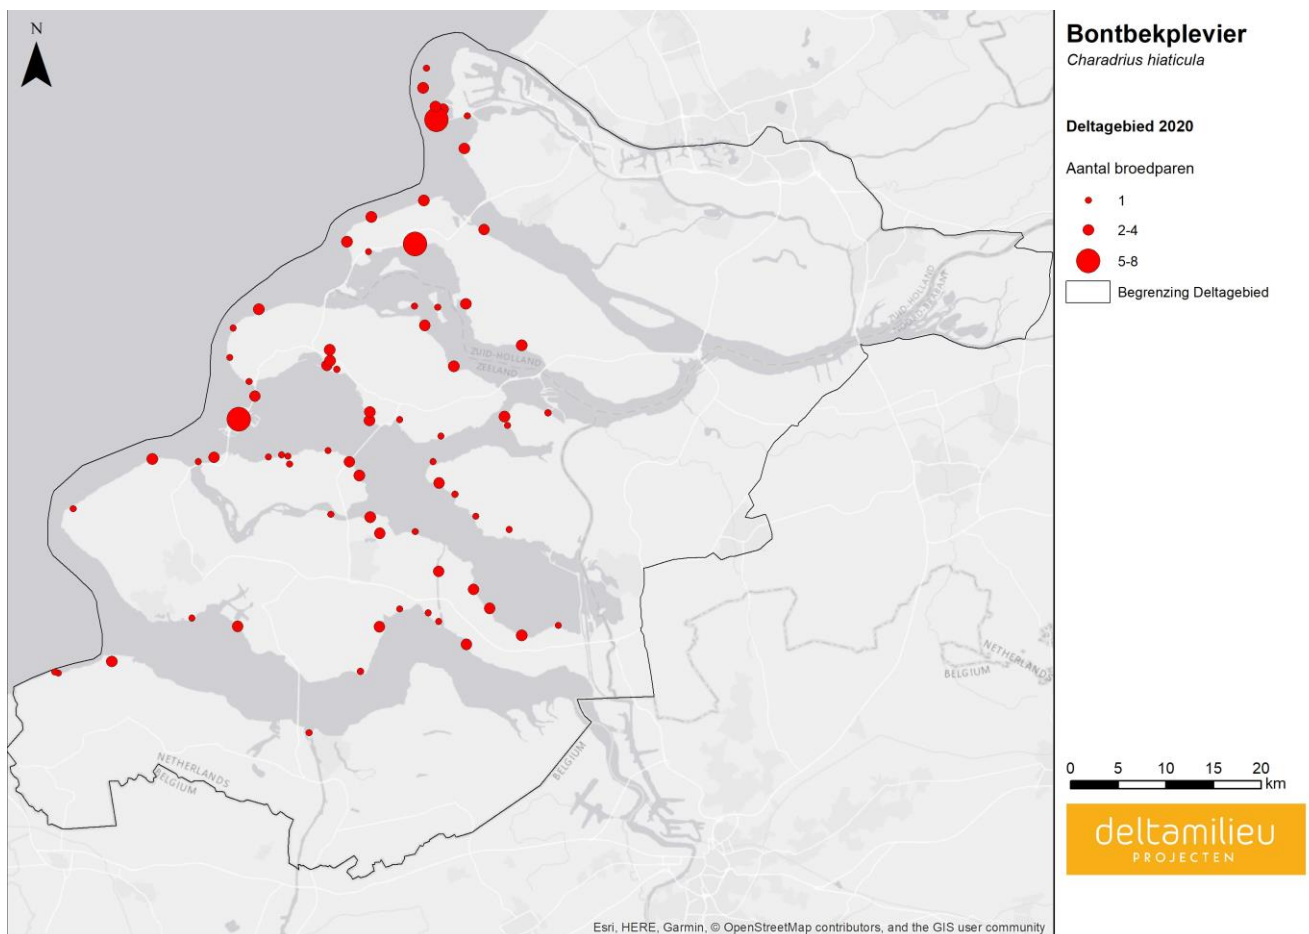 N
Bontbekplevier
Charadrius hiaticula
Deltagebied 2020
Aantal broedparen
1
2-4
5-8
Begrenzing Deltagebied
ZUID-HOLLAND
ZUID-HOLLAND
ZEELAND
NETHERLANDS
BELGIUM
NETHERLANDS
BELGIUM
BELGIUM
0 5 10 15 20
km
deltamilieu
PROJECTEN
Esri, HERE, Garmin, © OpenStreetMap contributors, and the GIS user community